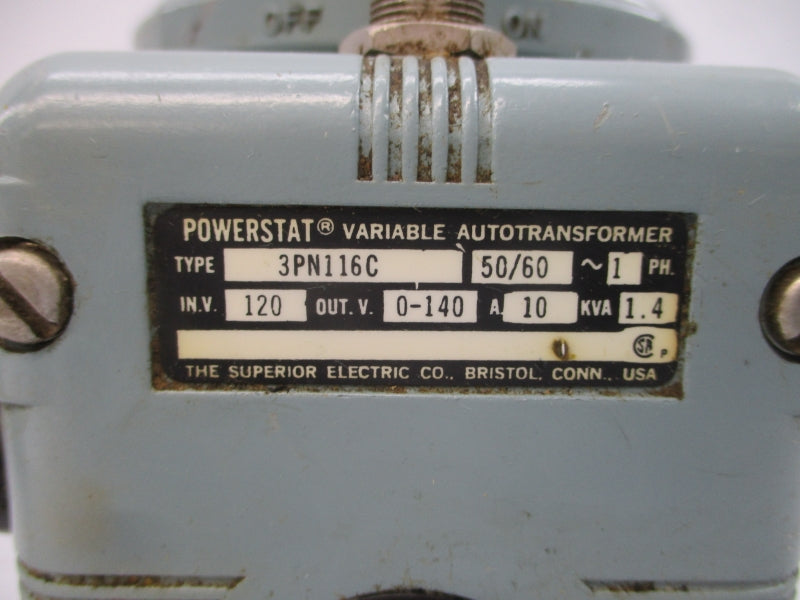 OFF ON
POWERSTAT® VARIABLE AUTOTRANSFORMER
TYPE 3PN116C 50/60 ~ 1 PH.
IN.V. 120 OUT. V. 0-140 A. 10 KVA 1.4
SA P
THE SUPERIOR ELECTRIC CO., BRISTOL, CONN., USA